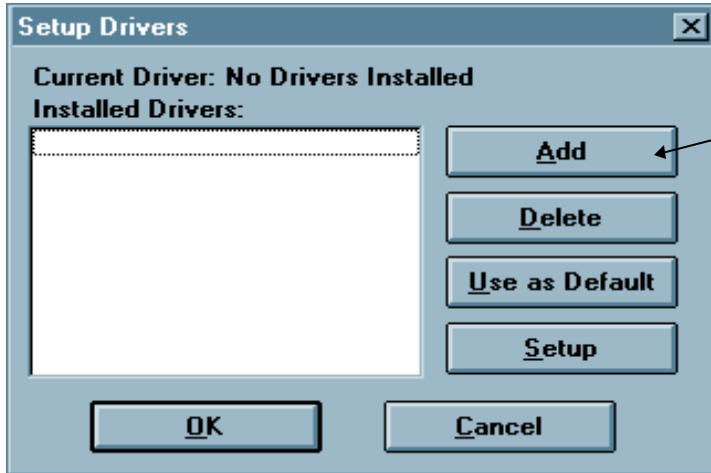 Setup Drivers
Current Driver: No Drivers Installed
Installed Drivers:
Add
Delete
Use as Default
Setup
OK
Cancel